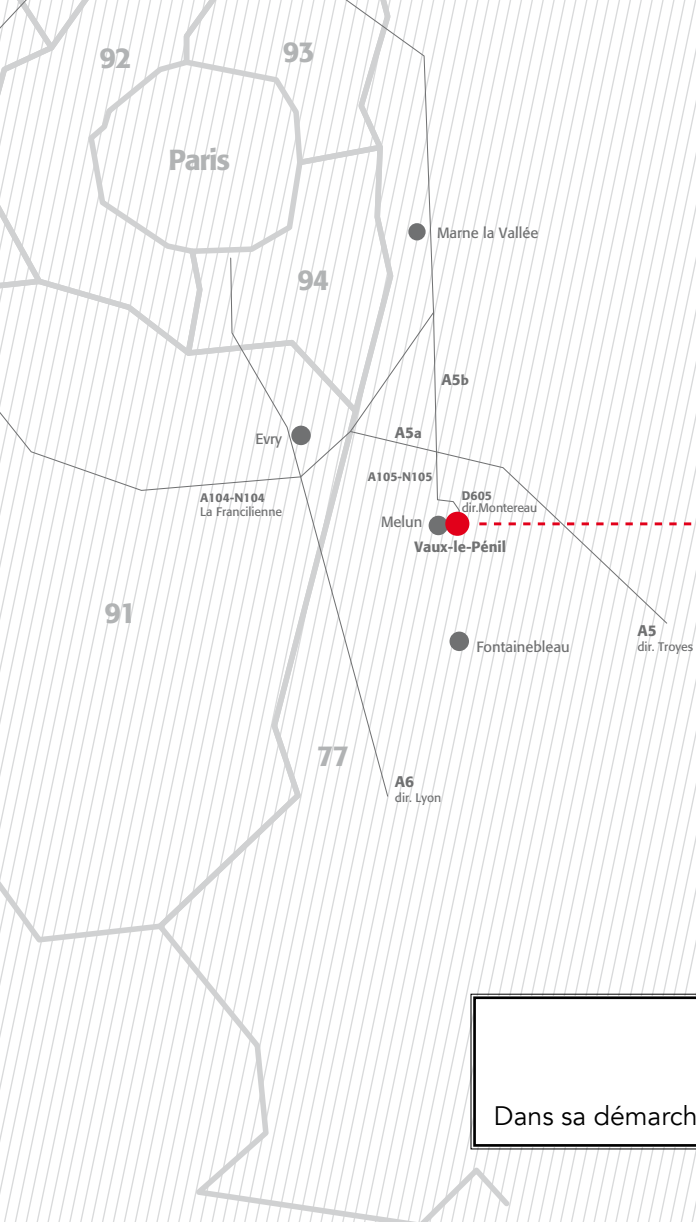 92
93
Paris
Marne la Vallée
94
A5b
A5a
Evry
A105-N105
A104-N104
La Francilienne
D605
dir.Montereau
Melun
Vaux-le-Pénil
91
A5
dir. Troyes
Fontainebleau
77
A6
dir. Lyon
Dans sa démarch